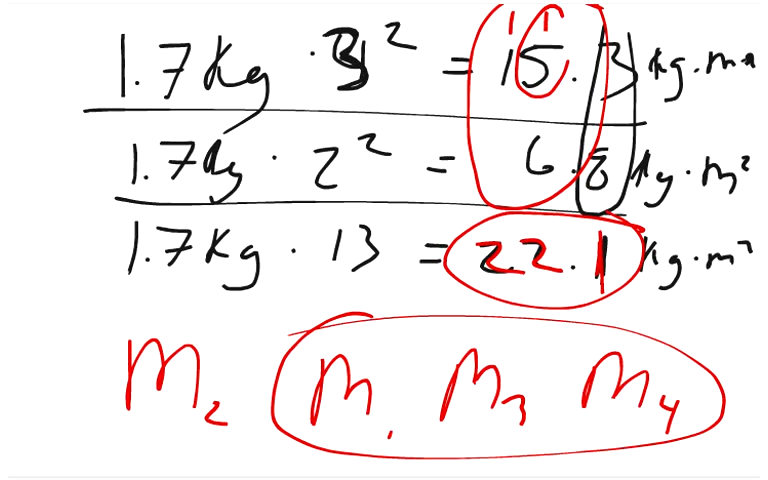 1.7 kg · 3² = 15.3 kg·m²
1.7 kg · 2² = 6.8 kg·m²
1.7 kg · 13 = 22.1 kg·m²
m₂ m₁ m₃ m₄